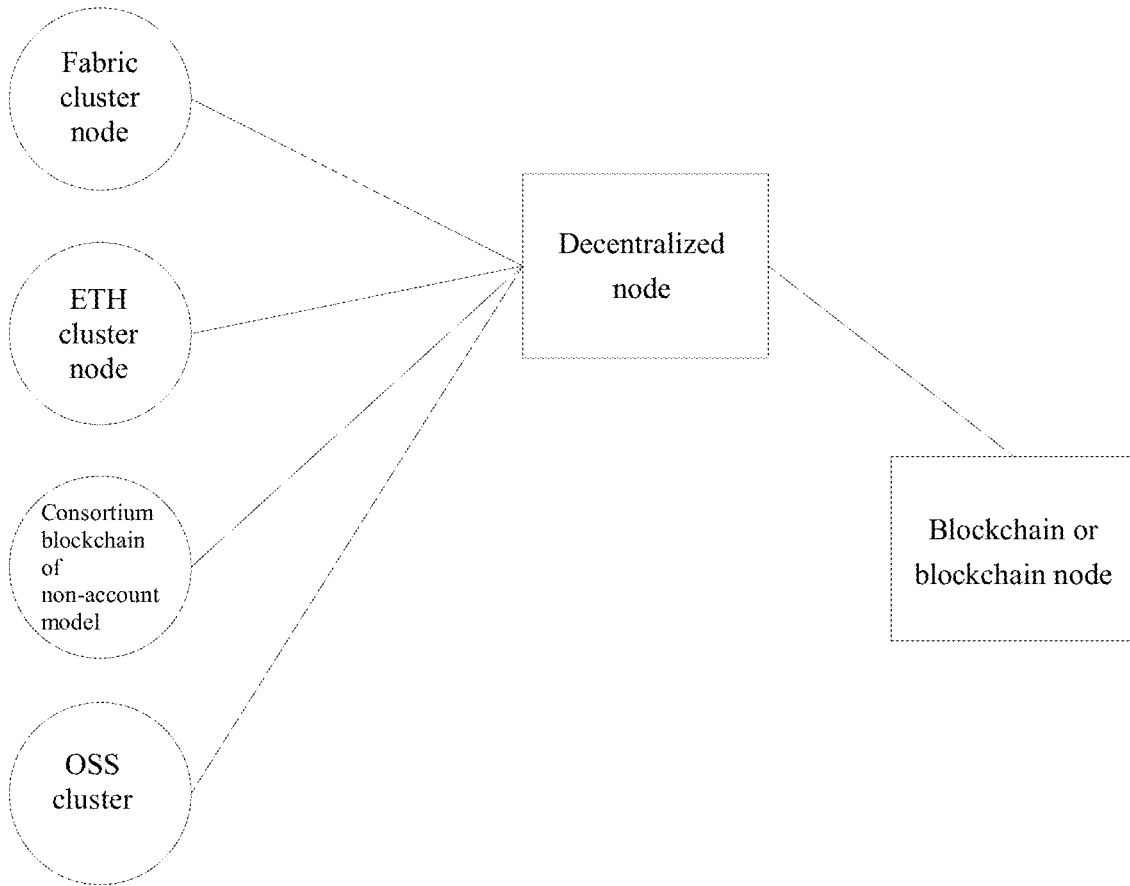 Fabric
cluster
node
ETH
cluster
node
Consortium
blockchain
of
non-account
model
OSS
cluster
Decentralized
node
Blockchain or
blockchain node